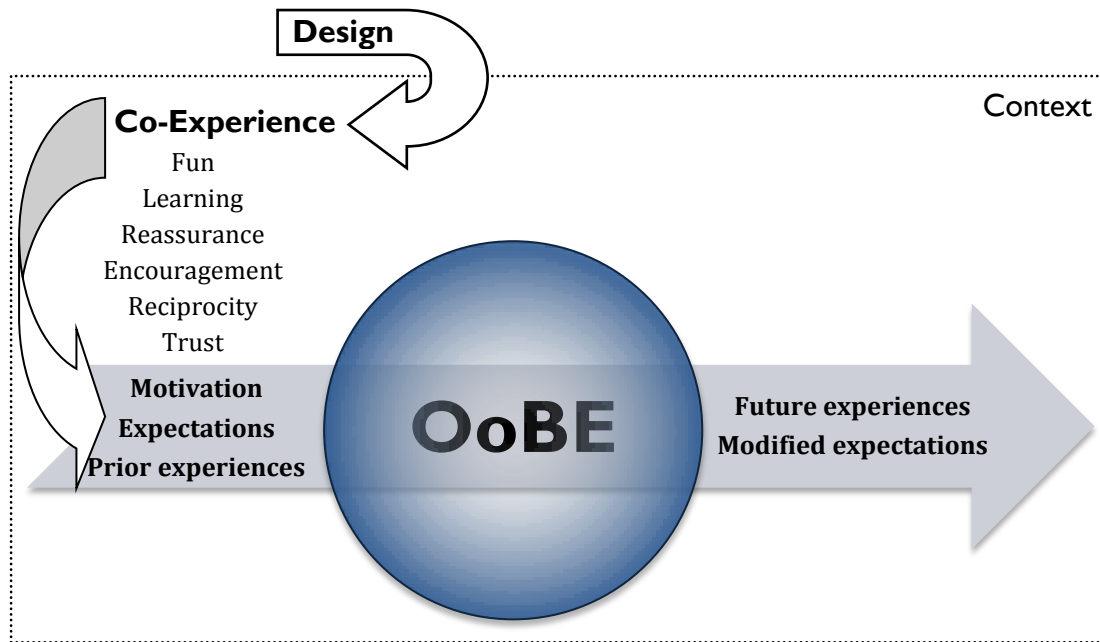 Design
Context
Co-Experience
Fun
Learning
Reassurance
Encouragement
Reciprocity
Trust
Motivation
Expectations
Prior experiences
OoBE
Future experiences
Modified expectations